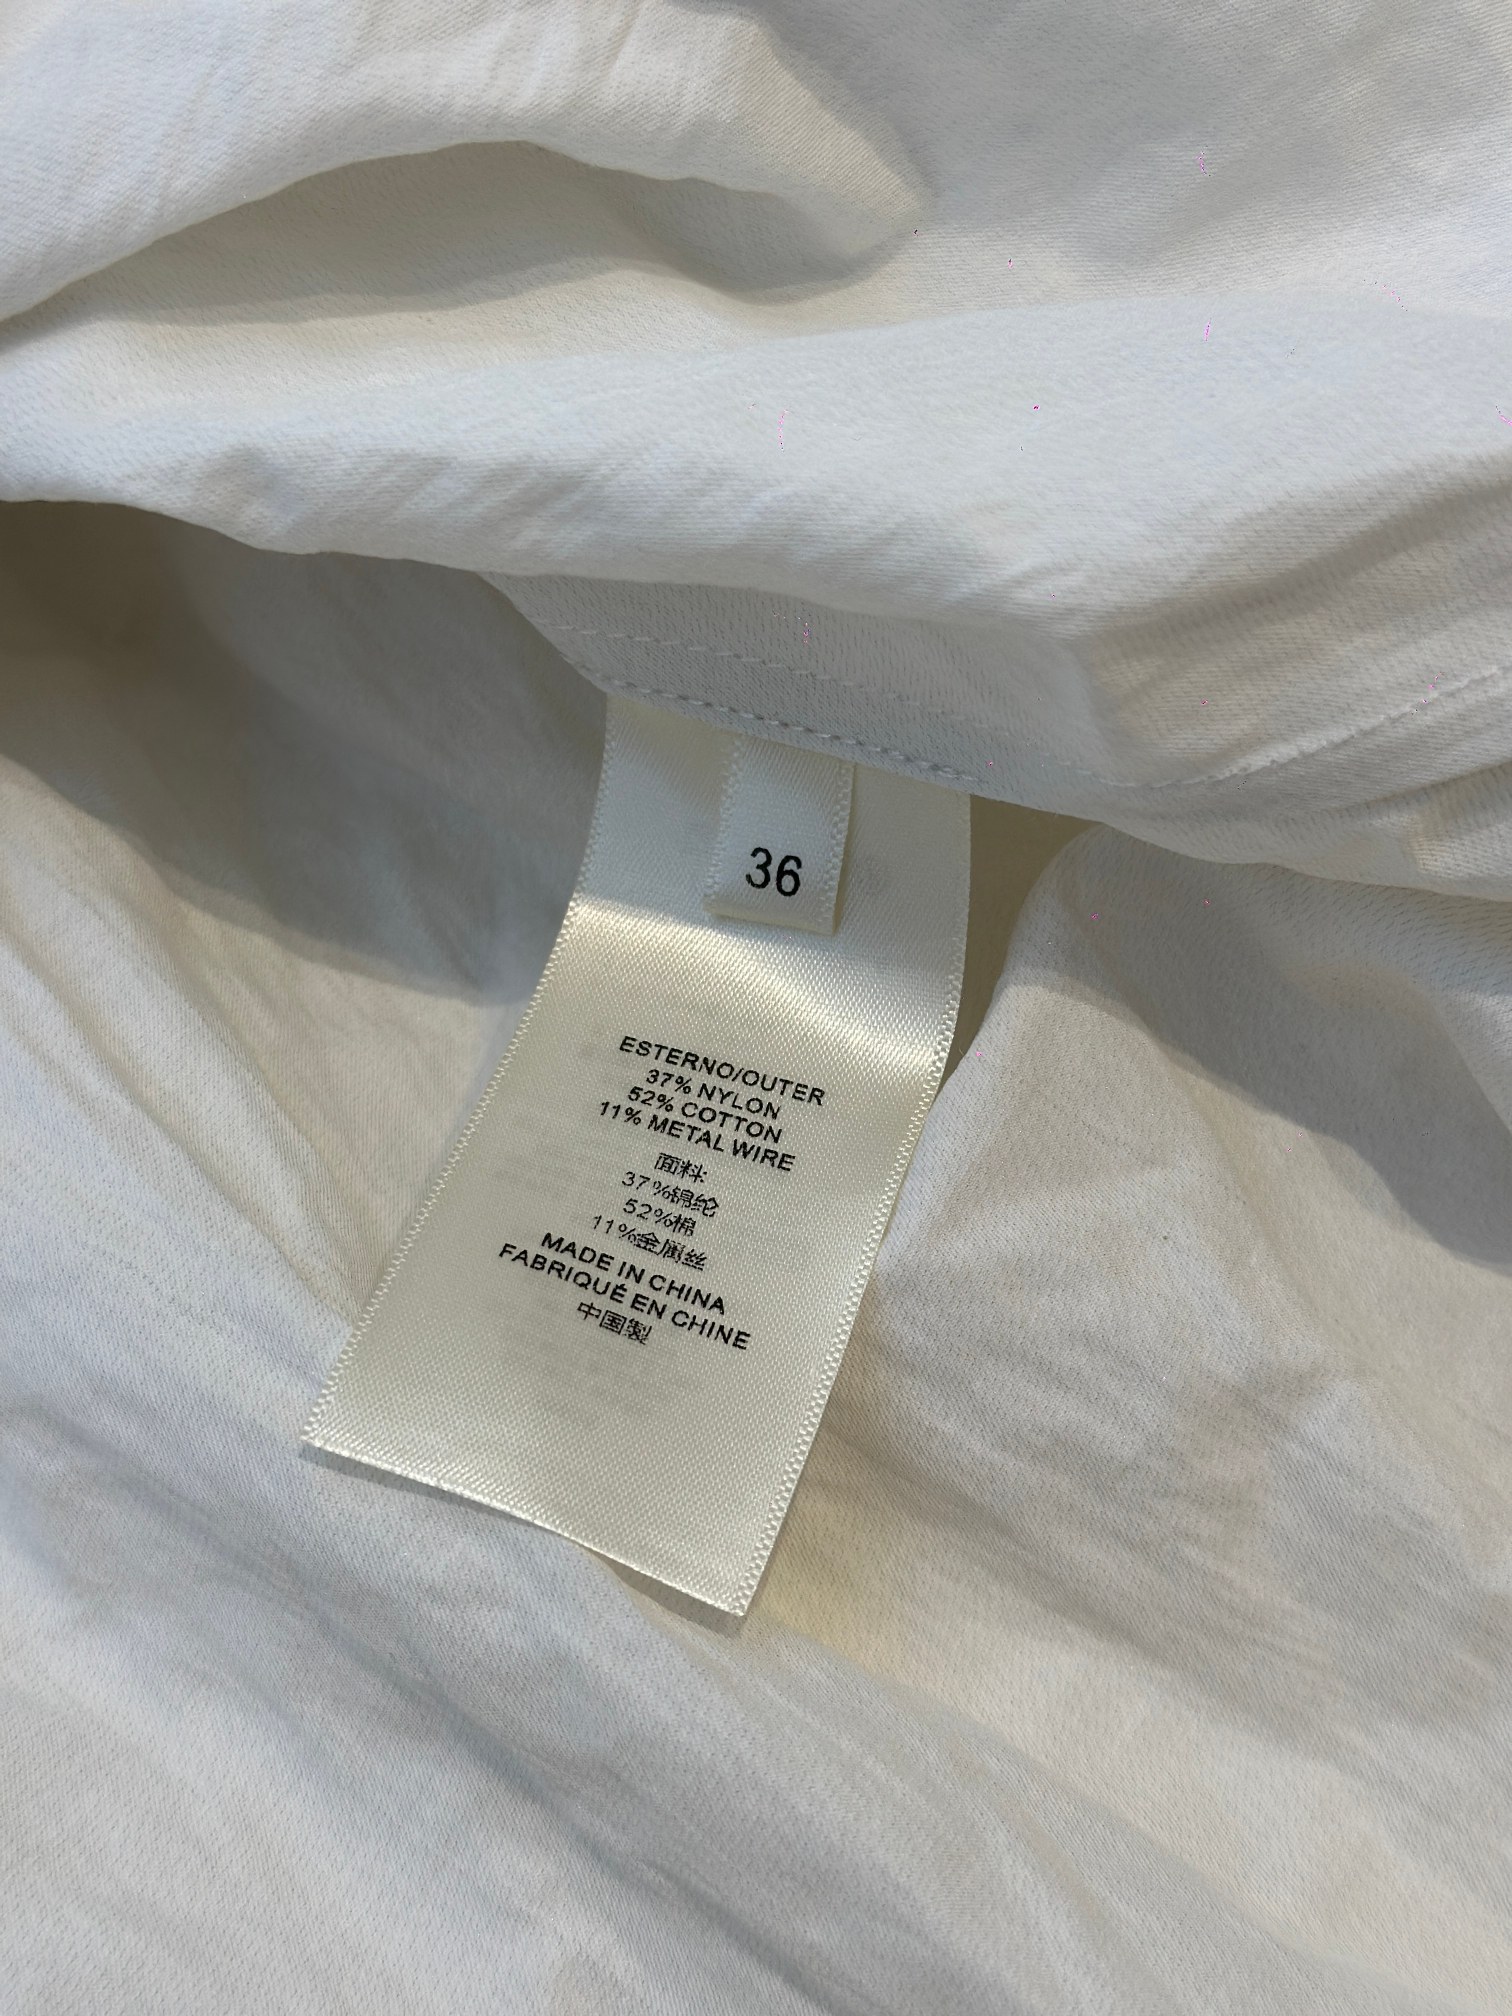 36
ESTERNO/OUTER
37% NYLON
52% COTTON
11% METAL WIRE
面料:
37%锦纶
52%棉
11%金属丝
MADE IN CHINA
FABRIQUÉ EN CHINE
中国製